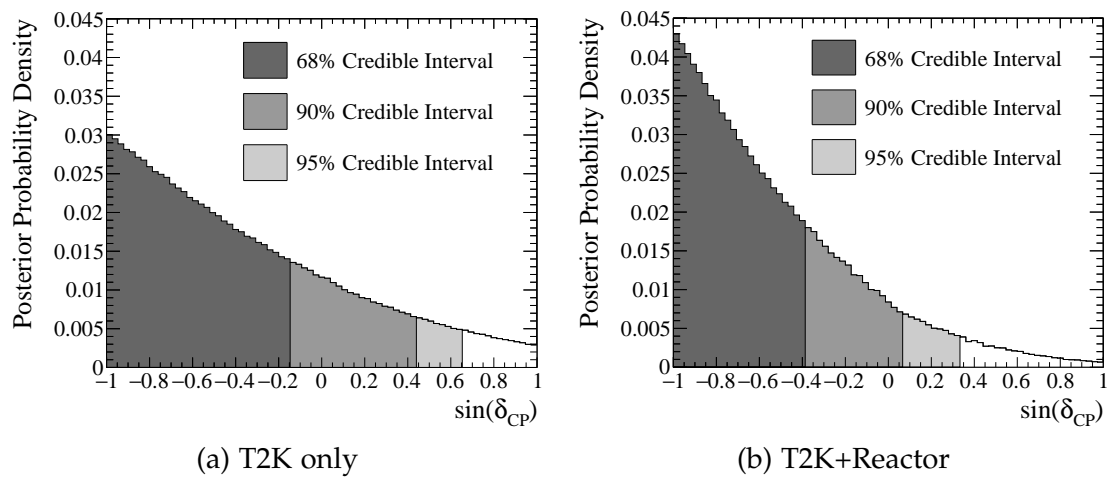 Posterior Probability Density
0.045
0.04
0.035
0.03
0.025
0.02
0.015
0.01
0.005
0
68% Credible Interval
90% Credible Interval
95% Credible Interval
−1 −0.8 −0.6 −0.4 −0.2 0 0.2 0.4 0.6 0.8 1
sin(δCP)
(a) T2K only
Posterior Probability Density
0.045
0.04
0.035
0.03
0.025
0.02
0.015
0.01
0.005
0
68% Credible Interval
90% Credible Interval
95% Credible Interval
−1 −0.8 −0.6 −0.4 −0.2 0 0.2 0.4 0.6 0.8 1
sin(δCP)
(b) T2K+Reactor